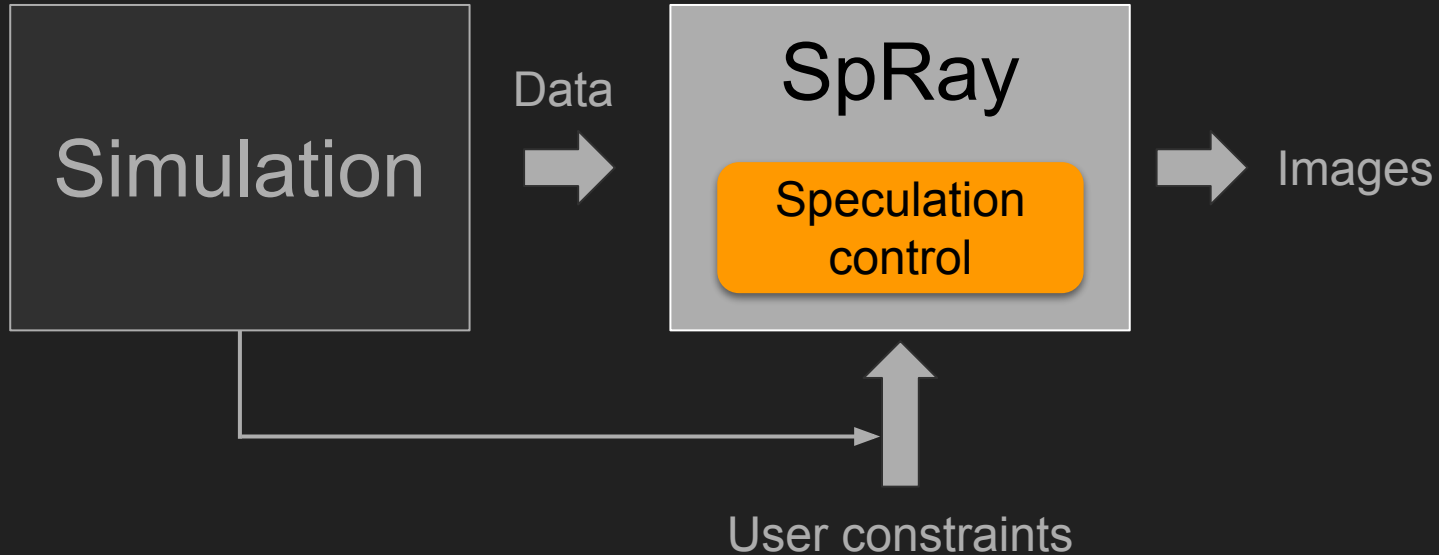 Simulation
Data
SpRay
Speculation
control
Images
User constraints